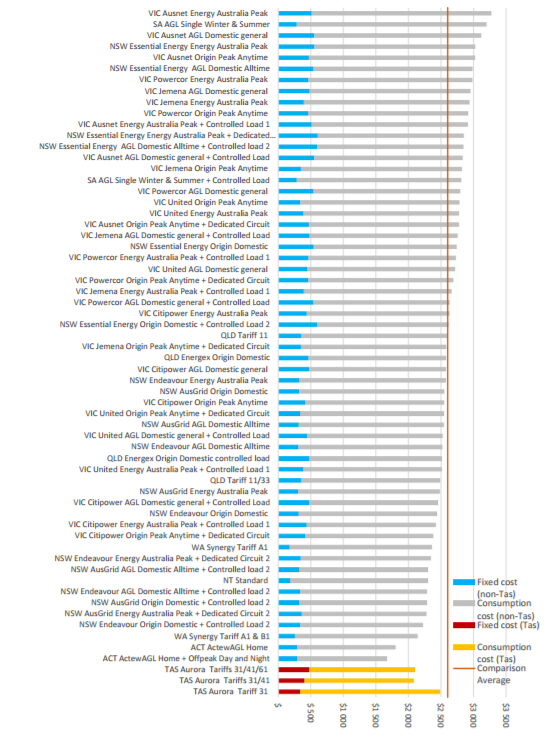 VIC Ausnet Energy Australia Peak
SA AGL Single Winter & Summer
VIC Ausnet AGL Domestic general
NSW Essential Energy Energy Australia Peak
VIC Ausnet Origin Peak Anytime
NSW Essential Energy AGL Domestic Alltime
VIC Powercor Energy Australia Peak
VIC Jemena AGL Domestic general
VIC Jemena Energy Australia Peak
VIC Powercor Origin Peak Anytime
VIC Ausnet Energy Australia Peak + Controlled Load 1
NSW Essential Energy Energy Australia Peak + Dedicated...
NSW Essential Energy AGL Domestic Alltime + Controlled load 2
VIC Ausnet AGL Domestic general + Controlled Load
VIC Jemena Origin Peak Anytime
SA AGL Single Winter & Summer + Controlled Load
VIC Powercor AGL Domestic general
VIC United Origin Peak Anytime
VIC United Energy Australia Peak
VIC Ausnet Origin Peak Anytime + Dedicated Circuit
VIC Jemena AGL Domestic general + Controlled Load
NSW Essential Energy Origin Domestic
VIC Powercor Energy Australia Peak + Controlled Load 1
VIC United AGL Domestic general
VIC Powercor Origin Peak Anytime + Dedicated Circuit
VIC Jemena Energy Australia Peak + Controlled Load 1
VIC Powercor AGL Domestic general + Controlled Load
VIC Citipower Energy Australia Peak
NSW Essential Energy Origin Domestic + Controlled Load 2
QLD Tariff 11
VIC Jemena Origin Peak Anytime + Dedicated Circuit
QLD Energex Origin Domestic
VIC Citipower AGL Domestic general
NSW Endeavour Energy Australia Peak
NSW AusGrid Origin Domestic
VIC Citipower Origin Peak Anytime
VIC United Origin Peak Anytime + Dedicated Circuit
NSW AusGrid AGL Domestic Alltime
VIC United AGL Domestic general + Controlled Load
NSW Endeavour AGL Domestic Alltime
QLD Energex Origin Domestic controlled load
VIC United Energy Australia Peak + Controlled Load 1
QLD Tariff 11/33
NSW AusGrid Energy Australia Peak
VIC Citipower AGL Domestic general + Controlled Load
NSW Endeavour Origin Domestic
VIC Citipower Energy Australia Peak + Controlled Load 1
VIC Citipower Origin Peak Anytime + Dedicated Circuit
WA Synergy Tariff A1
NSW Endeavour Energy Australia Peak + Dedicated Circuit 2
NSW AusGrid AGL Domestic Alltime + Controlled load 2
NT Standard
NSW Endeavour AGL Domestic Alltime + Controlled load 2
NSW AusGrid Origin Domestic + Controlled load 2
NSW AusGrid Energy Australia Peak + Dedicated Circuit 2
NSW Endeavour Origin Domestic + Controlled Load 2
WA Synergy Tariff A1 & B1
ACT ActewAGL Home
ACT ActewAGL Home + Offpeak Day and Night
TAS Aurora Tariffs 31/41/61
TAS Aurora Tariffs 31/41
TAS Aurora Tariff 31
$-
$ 500
$1 000
$1 500
$2 000
$2 500
$3 000
$3 500
Fixed cost
(non-Tas)
Consumption
cost (non-Tas)
Fixed cost (Tas)
Consumption
cost (Tas)
Comparison
Average